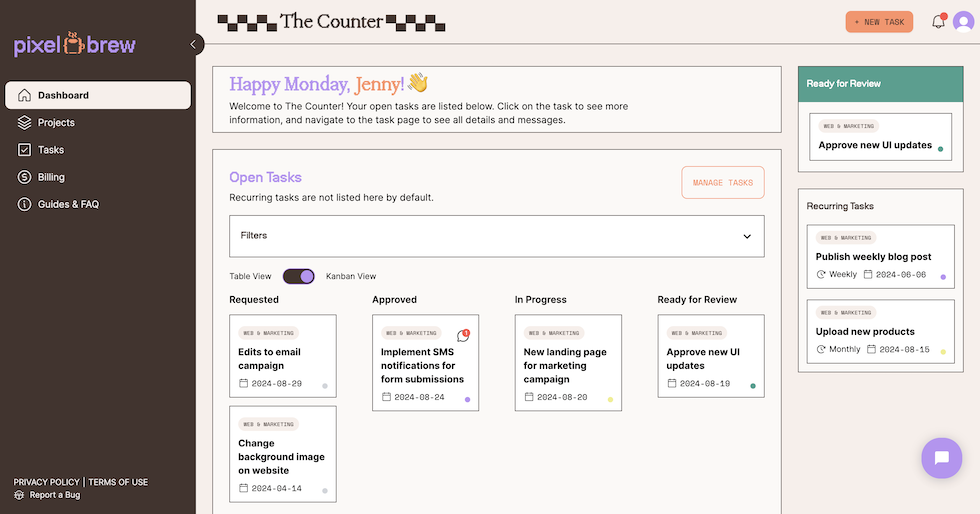 pixel brew
Dashboard
Projects
Tasks
Billing
Guides & FAQ
PRIVACY POLICY | TERMS OF USE
Report a Bug
The Counter
+ NEW TASK
Happy Monday, Jenny!👋
Welcome to The Counter! Your open tasks are listed below. Click on the task to see more
information, and navigate to the task page to see all details and messages.
Open Tasks
Recurring tasks are not listed here by default.
MANAGE TASKS
Filters
Table View
Kanban View
Requested
WEB & MARKETING
Edits to email
campaign
2024-08-29
WEB & MARKETING
Change
background image
on website
2024-04-14
Approved
WEB & MARKETING
1
Implement SMS
notifications for
form submissions
2024-08-24
In Progress
WEB & MARKETING
New landing page
for marketing
campaign
2024-08-20
Ready for Review
WEB & MARKETING
Approve new UI
updates
2024-08-19
Ready for Review
WEB & MARKETING
Approve new UI updates
Recurring Tasks
WEB & MARKETING
Publish weekly blog post
Weekly 2024-06-06
WEB & MARKETING
Upload new products
Monthly 2024-08-15